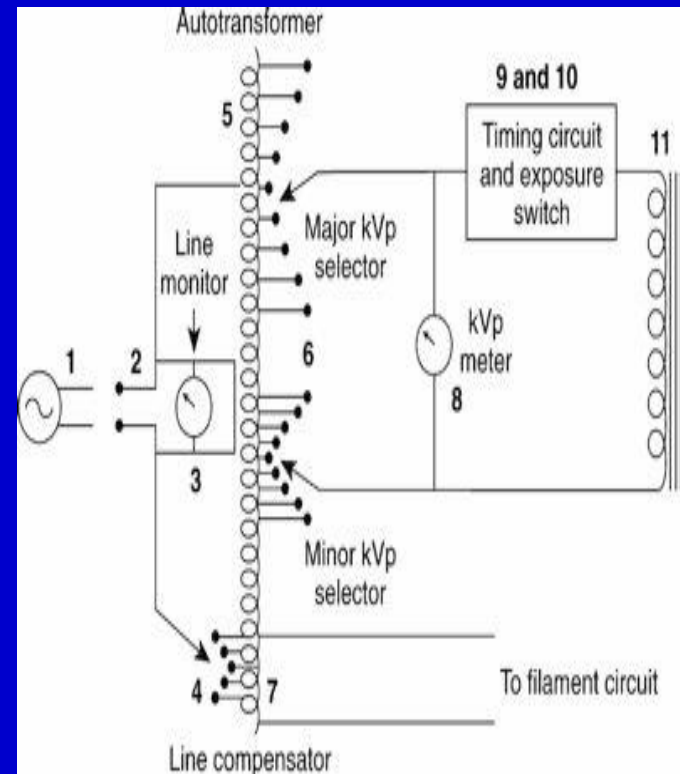 Autotransformer
9 and 10
5
Timing circuit
and exposure
switch
11
Line
monitor
Major kVp
selector
1
2
6
kVp
meter
8
3
Minor kVp
selector
4
7
To filament circuit
Line compensator